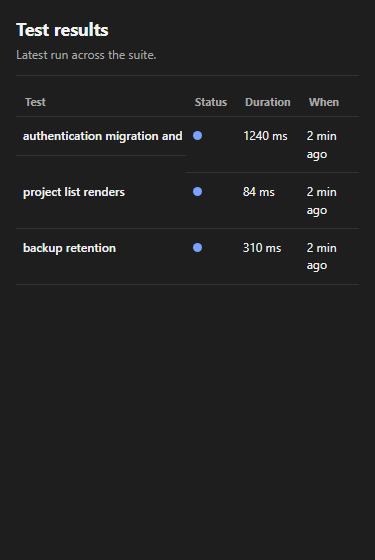 Test results
Latest run across the suite.
Test Status Duration When
authentication migration and 1240 ms 2 min
ago
project list renders 84 ms 2 min
ago
backup retention 310 ms 2 min
ago